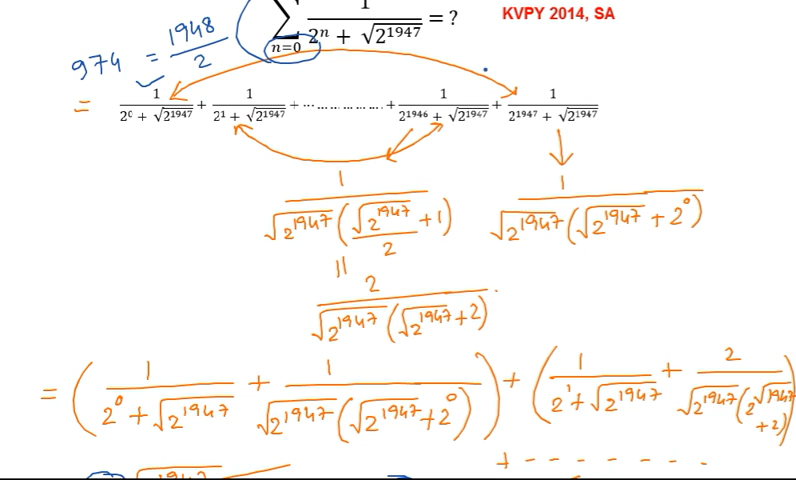 KVPY 2014, SA
∑ n=0 1/(2^n + √(2^1947)) = ?
974 = 1948/2
= 1/(2^0 + √(2^1947)) + 1/(2^1 + √(2^1947)) + ⋯ ⋯ ⋯ ⋯ ⋯ ⋯ + 1/(2^1946 + √(2^1947)) + 1/(2^1947 + √(2^1947))
1/(√(2^1947) (√(2^1947)/2 + 1)) 1/(√(2^1947) (√(2^1947) + 2^0))
||
2/(√(2^1947) (√(2^1947) + 2))
= (1/(2^0 + √(2^1947)) + 1/(√(2^1947) (√(2^1947) + 2^0))) + (1/(2^1 + √(2^1947)) + 2/(√(2^1947) (2^√1947 + 2)))
+ - - - - - - -